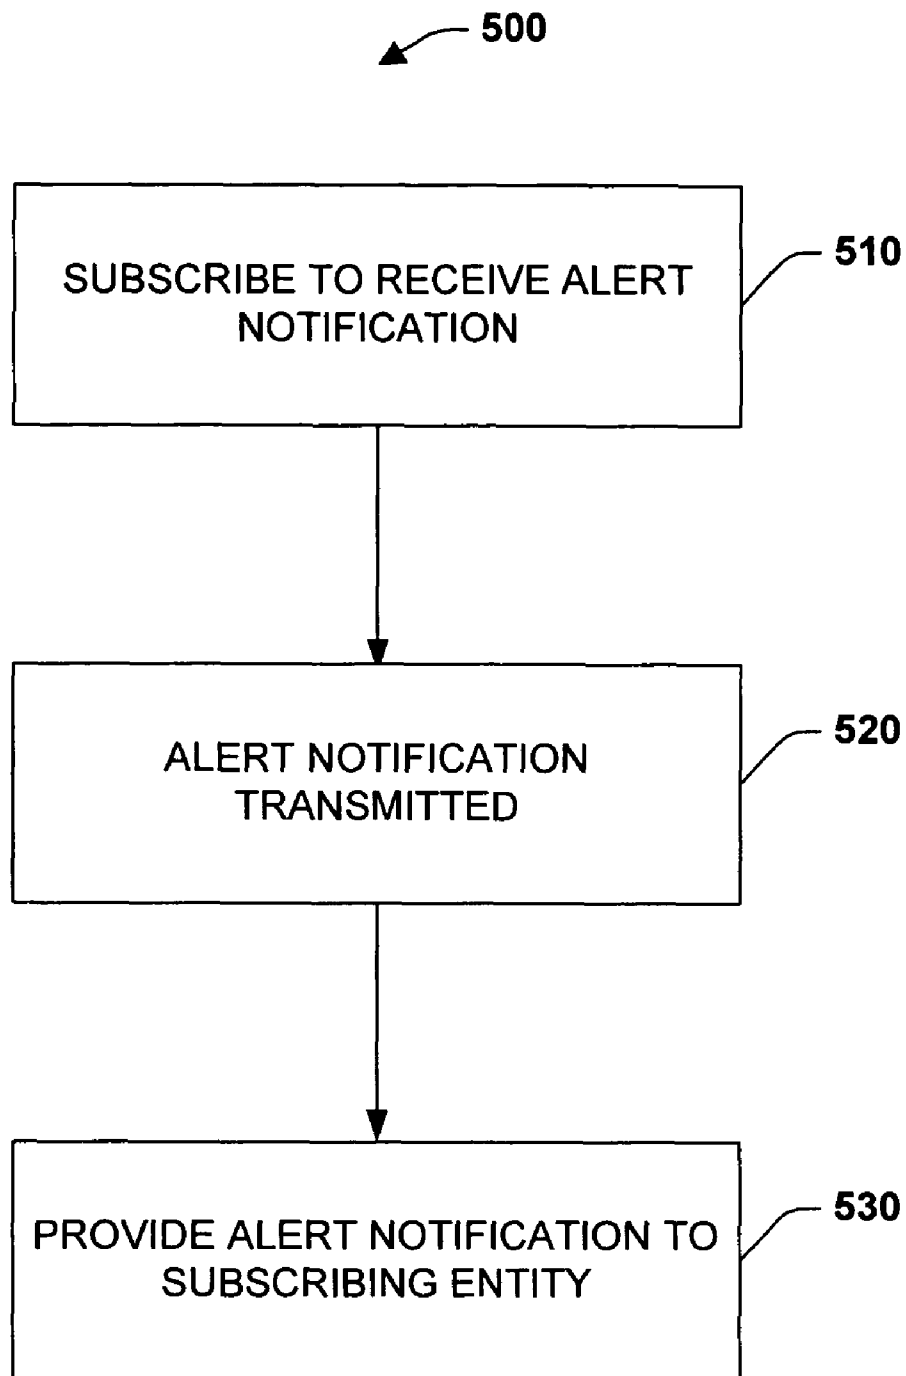 500
SUBSCRIBE TO RECEIVE ALERT
NOTIFICATION
510
ALERT NOTIFICATION
TRANSMITTED
520
PROVIDE ALERT NOTIFICATION TO
SUBSCRIBING ENTITY
530